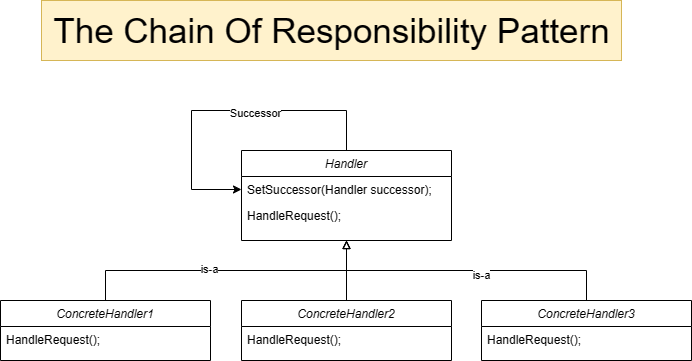 The Chain Of Responsibility Pattern
Successor
Handler
SetSuccessor(Handler successor);
HandleRequest();
is-a
is-a
ConcreteHandler1
HandleRequest();
ConcreteHandler2
HandleRequest();
ConcreteHandler3
HandleRequest();